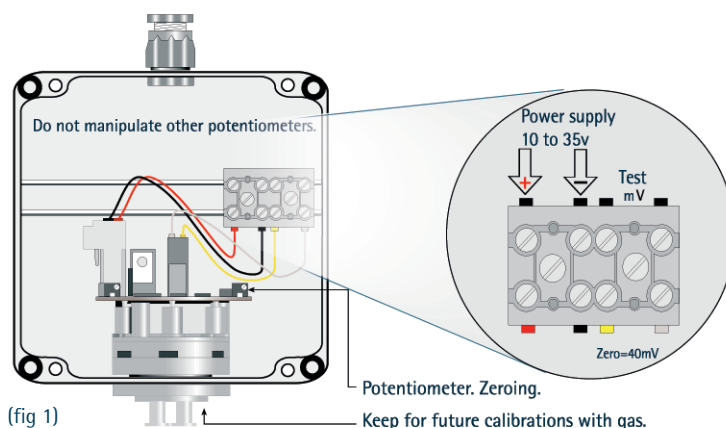 Do not manipulate other potentiometers.
Power supply
10 to 35v
+ −
Test
mV
Zero=40mV
Potentiometer. Zeroing.
Keep for future calibrations with gas.
(fig 1)